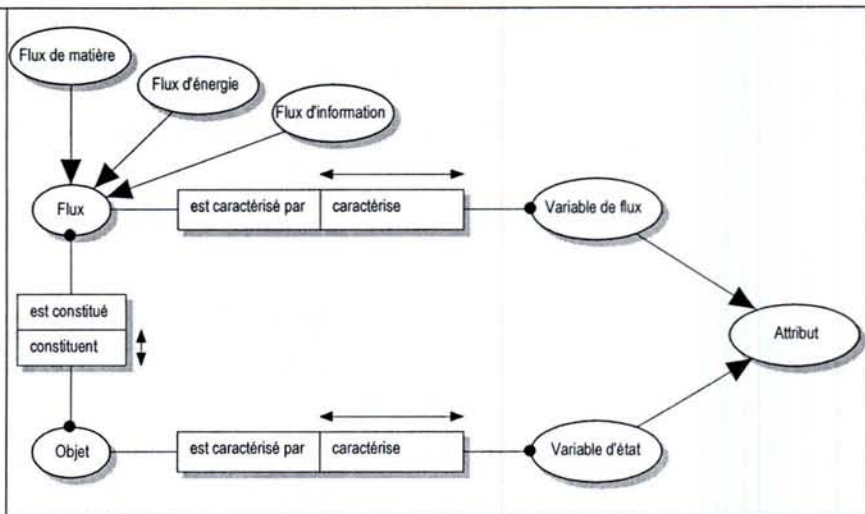 Flux de matière
Flux d'énergie
Flux d'information
Flux
est caractérisé par
caractérise
Variable de flux
est constitué
constituent
Attribut
Objet
est caractérisé par
caractérise
Variable d'état